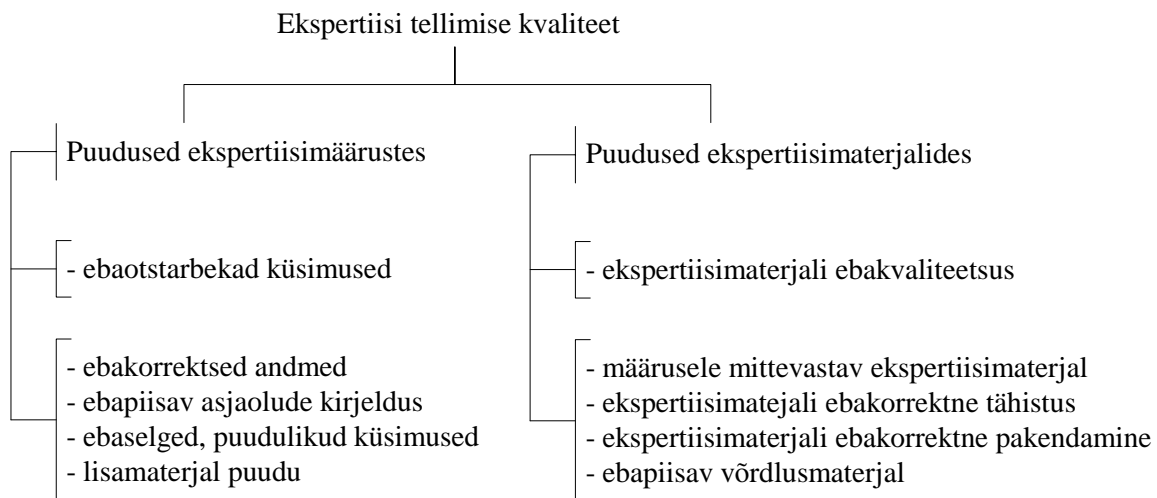 Ekspertiisi tellimise kvaliteet
Puudused ekspertiisimäärustes
- ebaotstarbekad küsimused
- ebakorrektsed andmed
- ebapiisav asjaolude kirjeldus
- ebaselged, puudulikud küsimused
- lisamaterjal puudu
Puudused ekspertiisimaterjalides
- ekspertiisimaterjali ebakvaliteetsus
- määrusele mittevastav ekspertiisimaterjal
- ekspertiisimatejali ebakorrektne tähistus
- ekspertiisimaterjali ebakorrektne pakendamine
- ebapiisav võrdlusmaterjal